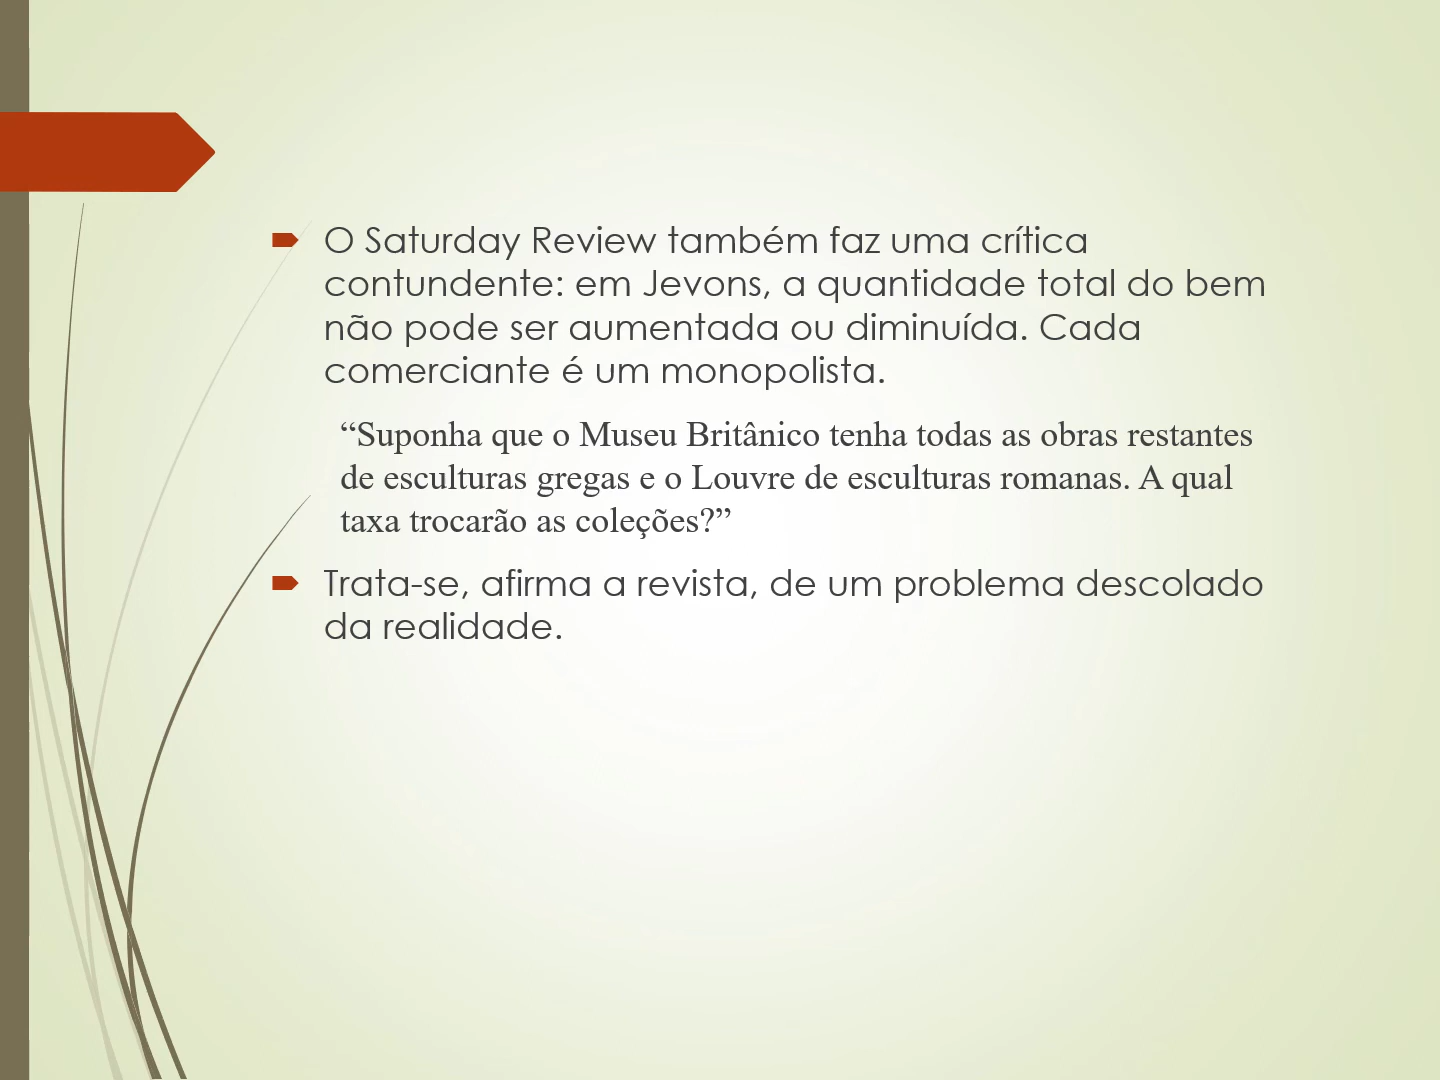 O Saturday Review também faz uma crítica
contundente: em Jevons, a quantidade total do bem
não pode ser aumentada ou diminuída. Cada
comerciante é um monopolista.
“Suponha que o Museu Britânico tenha todas as obras restantes
de esculturas gregas e o Louvre de esculturas romanas. A qual
taxa trocarão as coleções?”
Trata-se, afirma a revista, de um problema descolado
da realidade.